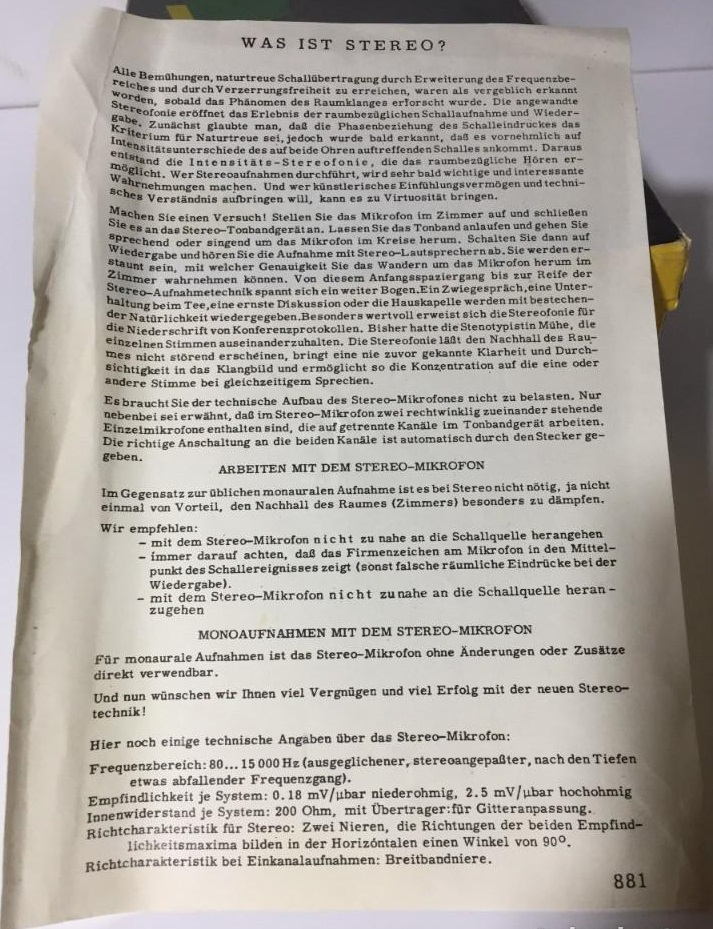 WAS IST STEREO?
Alle Bemühungen, naturtreue Schallübertragung durch Erweiterung des Frequenzbe-
reiches und durch Verzerrungsfreiheit zu erreichen, waren als vergeblich erkannt
worden, sobald das Phänomen des Raumklanges erforscht wurde. Die angewandte
Stereofonie eröffnet das Erlebnis der raumbezüglichen Schallaufnahme und Wieder-
gabe. Zunächst glaubte man, daß die Phasenbeziehung des Schalleindruckes das
Kriterium für Naturtreue sei, jedoch wurde bald erkannt, daß es vornehmlich auf
Intensitätsunterschiede des auf beide Ohren auftreffenden Schalles ankommt. Daraus
entstand die Intensitäts-Stereofonie, die das raumbezügliche Hören er-
möglicht. Wer Stereoaufnahmen durchführt, wird sehr bald wichtige und interessante
Wahrnehmungen machen. Und wer künstlerisches Einfühlungsvermögen und techni-
sches Verständnis aufbringen will, kann es zu Virtuosität bringen.
Machen Sie einen Versuch! Stellen Sie das Mikrofon im Zimmer auf und schließen
Sie es an das Stereo-Tonbandgerät an. Lassen Sie das Tonband anlaufen und gehen Sie
sprechend oder singend um das Mikrofon im Kreise herum. Schalten Sie dann auf
Wiedergabe und hören Sie die Aufnahme mit Stereo-Lautsprechern ab. Sie werden er-
staunt sein, mit welcher Genauigkeit Sie das Wandern um das Mikrofon herum im
Zimmer wahrnehmen können. Von diesem Anfangsspaziergang bis zur Reife der
Stereo-Aufnahmetechnik spannt sich ein weiter Bogen. Ein Zwiegespräch, eine Unter-
haltung beim Tee, eine ernste Diskussion oder die Hauskapelle werden mit bestechen-
der Natürlichkeit wiedergegeben. Besonders wertvoll erweist sich die Stereofonie für
die Niederschrift von Konferenzprotokollen. Bisher hatte die Stenotypistin Mühe, die
einzelnen Stimmen auseinanderzuhalten. Die Stereofonie läßt den Nachhall des Rau-
mes nicht störend erscheinen, bringt eine nie zuvor gekannte Klarheit und Durch-
sichtigkeit in das Klangbild und ermöglicht so die Konzentration auf die eine oder
andere Stimme bei gleichzeitigem Sprechen.
Es braucht Sie der technische Aufbau des Stereo-Mikrofones nicht zu belasten. Nur
nebenbei sei erwähnt, daß im Stereo-Mikrofon zwei rechtwinklig zueinander stehende
Einzelmikrofone enthalten sind, die auf getrennte Kanäle im Tonbandgerät arbeiten.
Die richtige Anschaltung an die beiden Kanäle ist automatisch durch den Stecker ge-
geben.
ARBEITEN MIT DEM STEREO-MIKROFON
Im Gegensatz zur üblichen monauralen Aufnahme ist es bei Stereo nicht nötig, ja nicht
einmal von Vorteil, den Nachhall des Raumes (Zimmers) besonders zu dämpfen.
Wir empfehlen:
- mit dem Stereo-Mikrofon nicht zu nahe an die Schallquelle herangehen
- immer darauf achten, daß das Firmenzeichen am Mikrofon in den Mittel-
punkt des Schallereignisses zeigt (sonst falsche räumliche Eindrücke bei der
Wiedergabe).
- mit dem Stereo-Mikrofon nicht zu nahe an die Schallquelle heran-
zugehen
MONOAUFNAHMEN MIT DEM STEREO-MIKROFON
Für monaurale Aufnahmen ist das Stereo-Mikrofon ohne Änderungen oder Zusätze
direkt verwendbar.
Und nun wünschen wir Ihnen viel Vergnügen und viel Erfolg mit der neuen Stereo-
technik!
Hier noch einige technische Angaben über das Stereo-Mikrofon:
Frequenzbereich: 80...15 000 Hz (ausgeglichener, stereoangepaßter, nach den Tiefen
etwas abfallender Frequenzgang).
Empfindlichkeit je System: 0.18 mV/µbar niederohmig, 2.5 mV/µbar hochohmig
Innenwiderstand je System: 200 Ohm, mit Übertrager:für Gitteranpassung.
Richtcharakteristik für Stereo: Zwei Nieren, die Richtungen der beiden Empfind-
lichkeitsmaxima bilden in der Horizontalen einen Winkel von 90°.
Richtcharakteristik bei Einkanalaufnahmen: Breitbandniere.
881